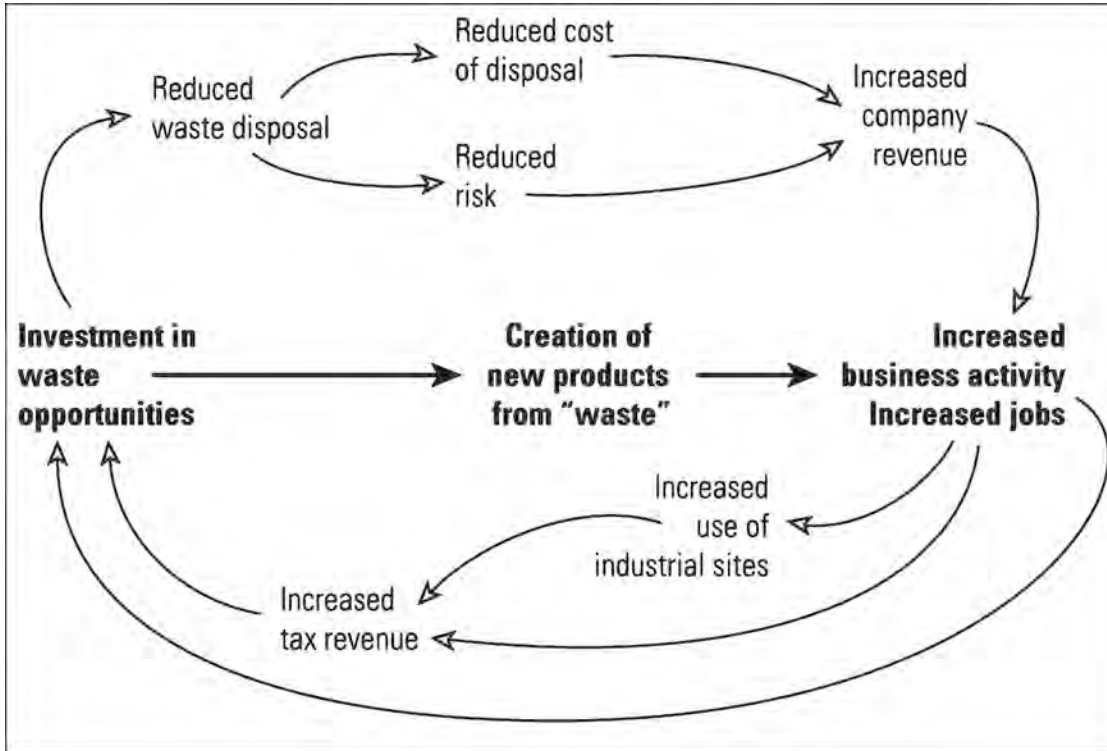 Reduced
waste disposal
Reduced cost
of disposal
Reduced
risk
Increased
company
revenue
Investment in
waste
opportunities
Creation of
new products
from “waste”
Increased
business activity
Increased jobs
Increased
use of
industrial sites
Increased
tax revenue